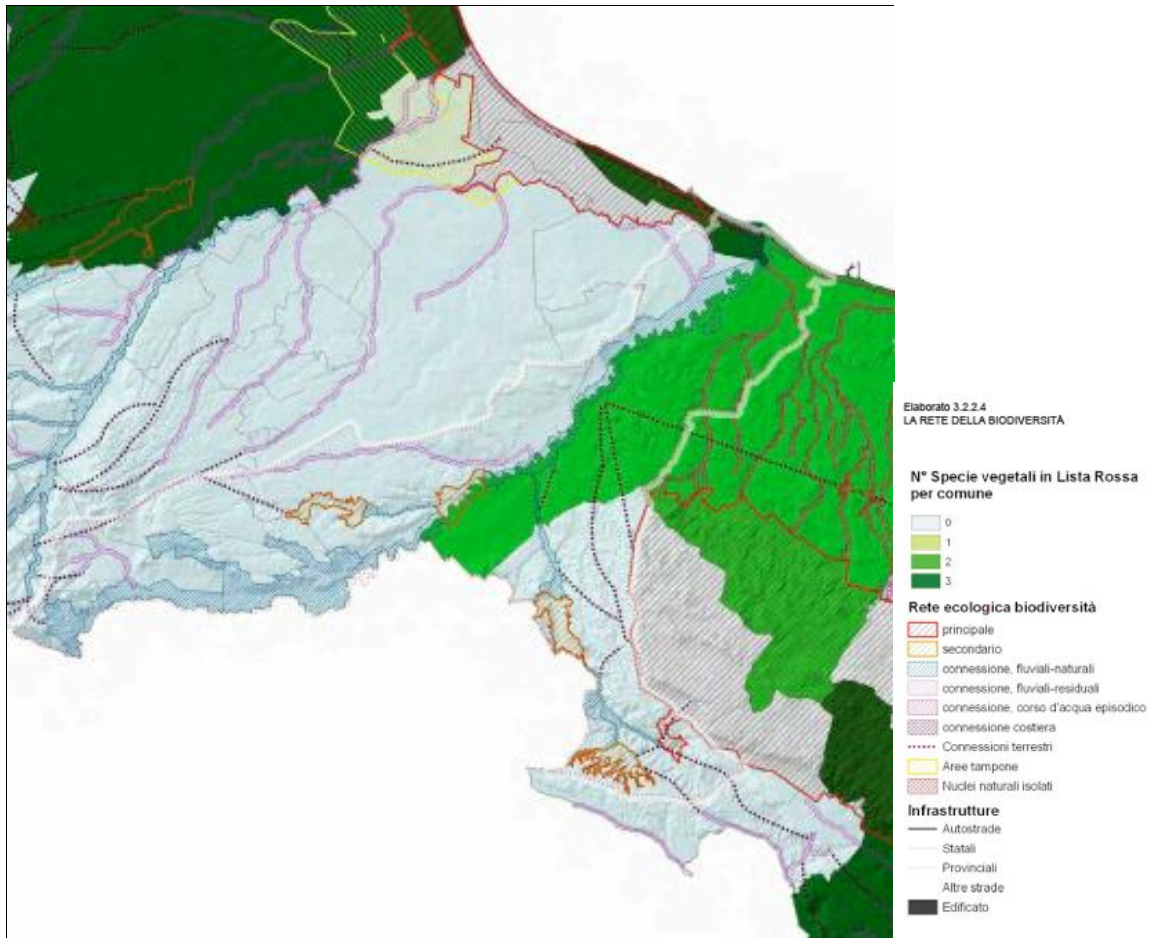 Elaborato 3.2.2.4
LA RETE DELLA BIODIVERSITÀ
N° Specie vegetali in Lista Rossa
per comune
0
1
2
3
Rete ecologica biodiversità
principale
secondario
connessione, fluviali-naturali
connessione, fluviali-residuali
connessione, corso d'acqua episodico
connessione costiera
Connessioni terrestri
Aree tampone
Nuclei naturali isolati
Infrastrutture
Autostrade
Statali
Provinciali
Altre strade
Edificato